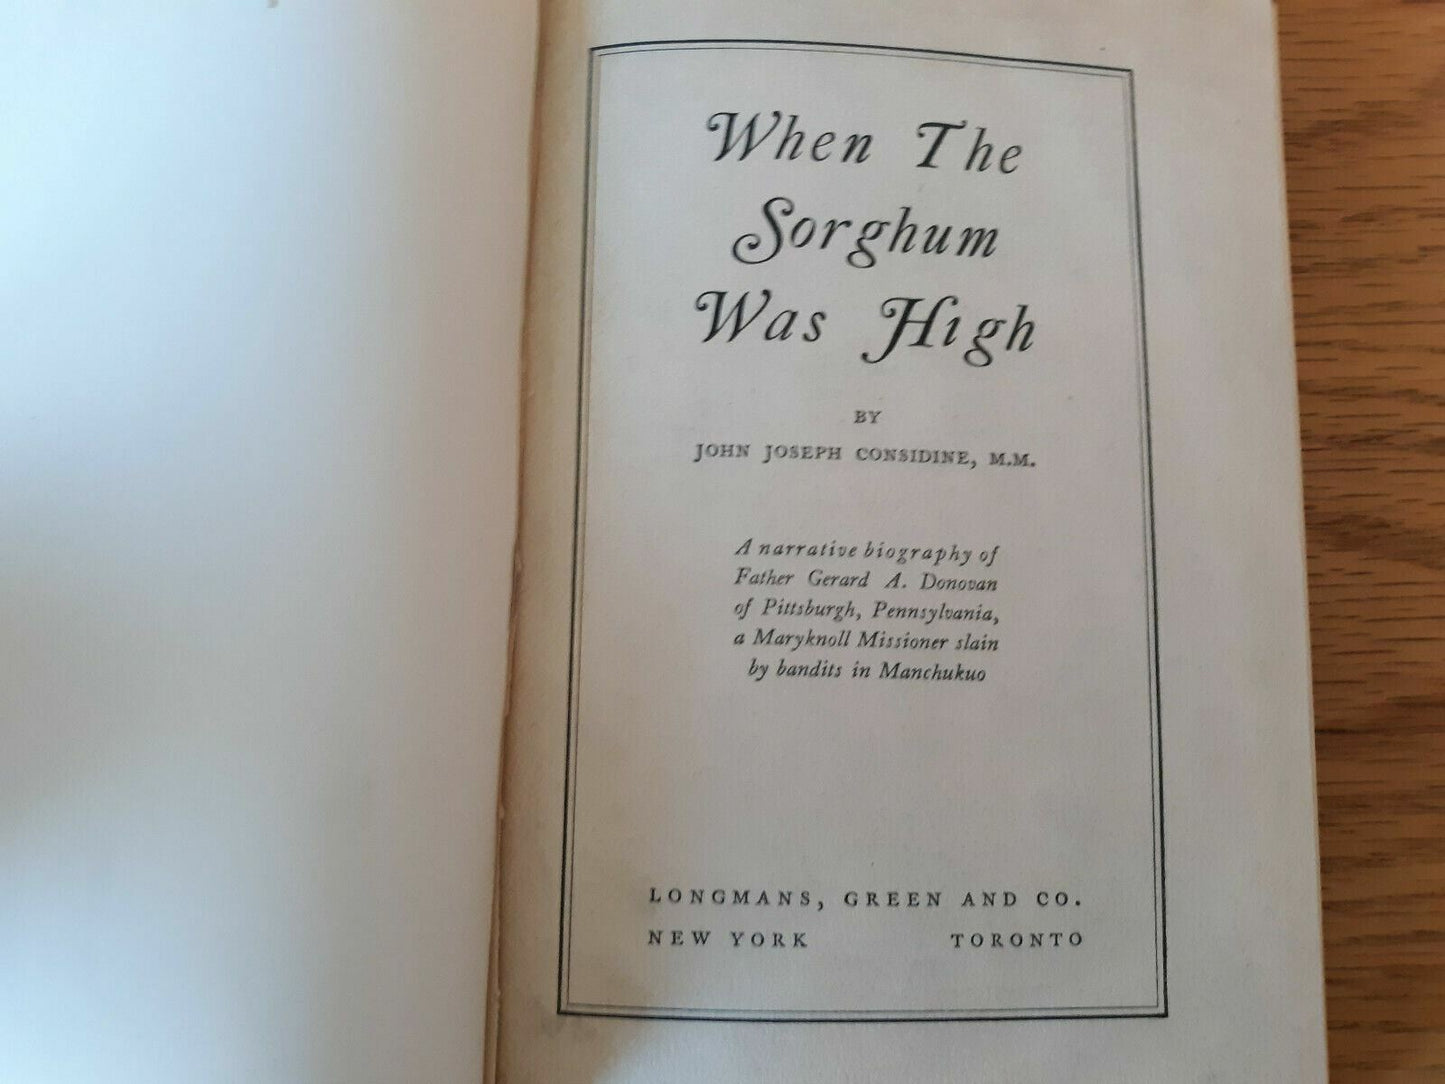 When The
Sorghum
Was High
BY
JOHN JOSEPH CONSIDINE, M.M.
A narrative biography of
Father Gerard A. Donovan
of Pittsburgh, Pennsylvania,
a Maryknoll Missioner slain
by bandits in Manchukuo
LONGMANS, GREEN AND CO.
NEW YORK TORONTO